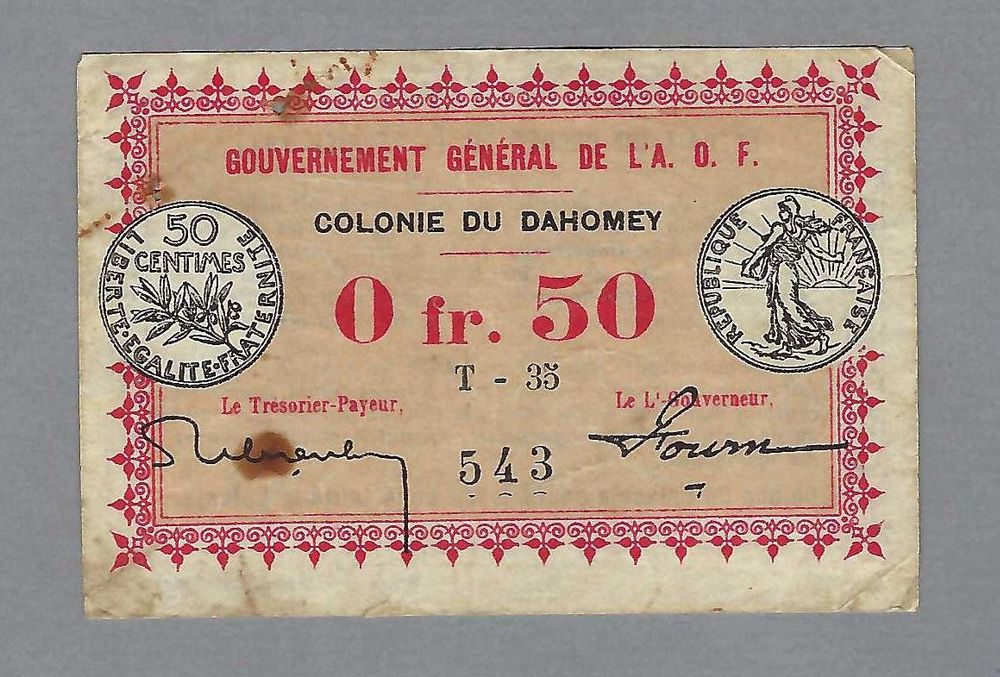 GOUVERNEMENT GÉNÉRAL DE L'A. O. F.
COLONIE DU DAHOMEY
50
CENTIMES
LIBERTE·EGALITE·FRATERNITE
REPUBLIQUE FRANÇAISE
0 fr. 50
T - 35
Le Trésorier-Payeur,
Le Lt-Gouverneur,
543